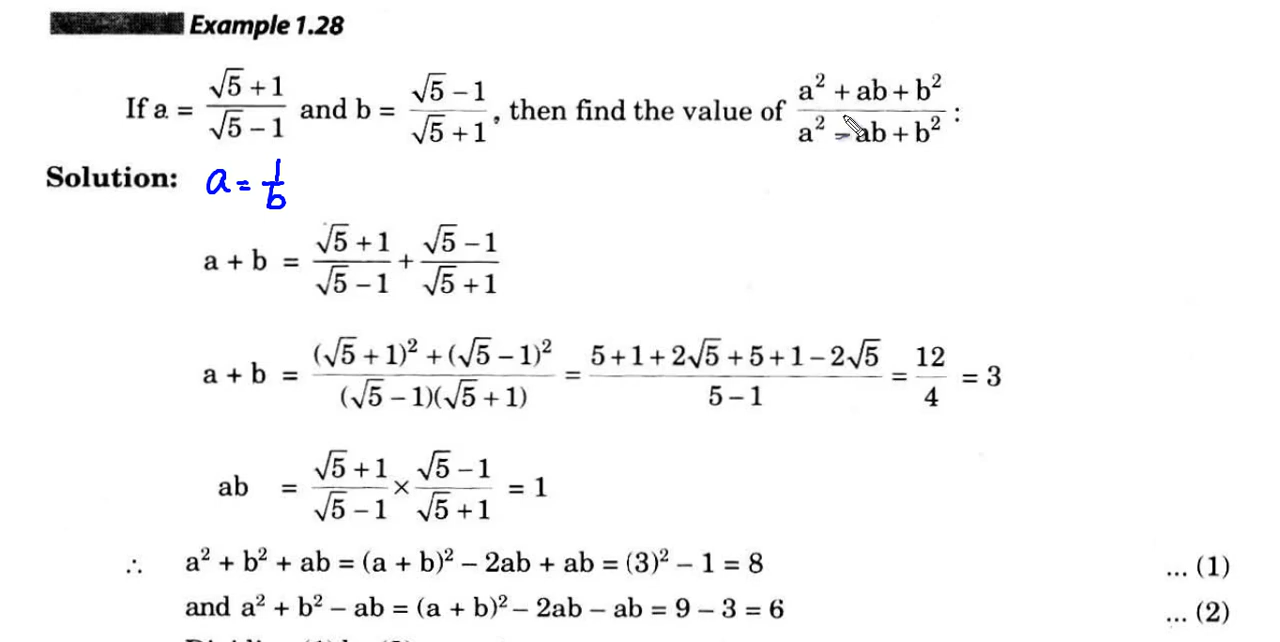 Example 1.28
If a = (√5 + 1)/(√5 − 1) and b = (√5 − 1)/(√5 + 1), then find the value of (a² + ab + b²)/(a² − ab + b²) :
Solution: a = 1/b
a + b = (√5 + 1)/(√5 − 1) + (√5 − 1)/(√5 + 1)
a + b = ((√5 + 1)² + (√5 − 1)²)/((√5 − 1)(√5 + 1)) = (5 + 1 + 2√5 + 5 + 1 − 2√5)/(5 − 1) = 12/4 = 3
ab = (√5 + 1)/(√5 − 1) × (√5 − 1)/(√5 + 1) = 1
∴ a² + b² + ab = (a + b)² − 2ab + ab = (3)² − 1 = 8 ... (1)
and a² + b² − ab = (a + b)² − 2ab − ab = 9 − 3 = 6 ... (2)